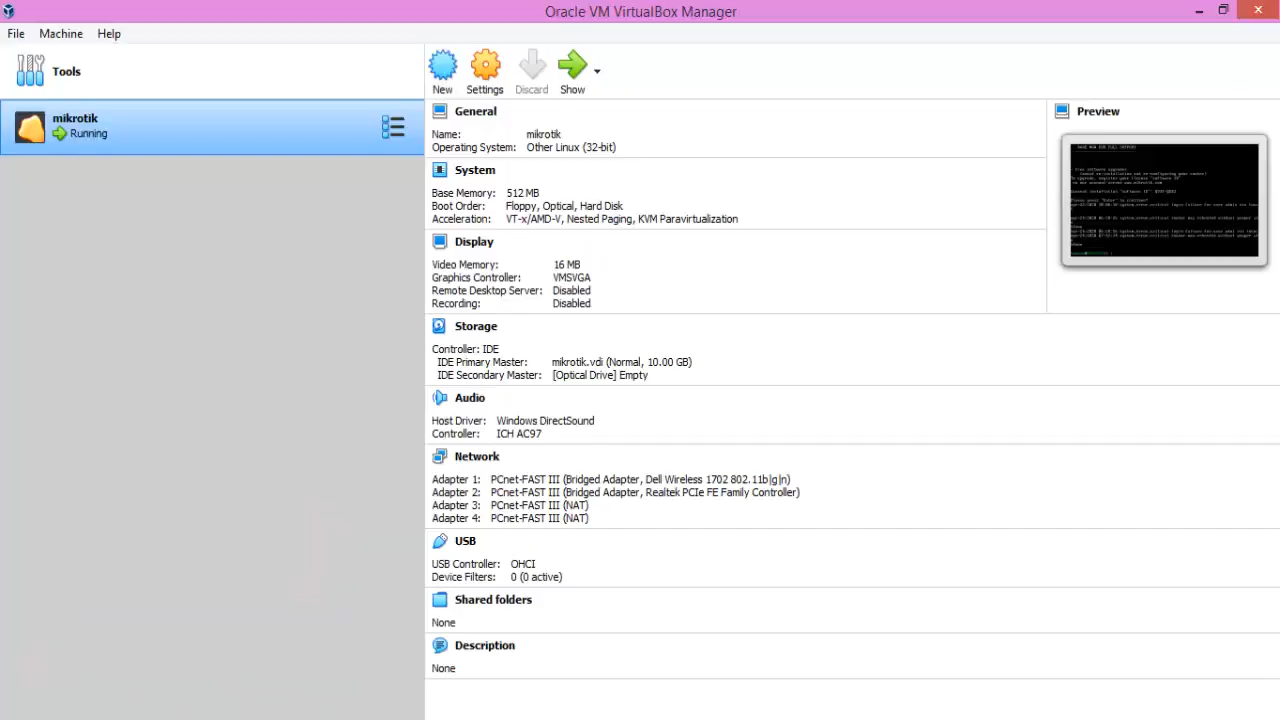 Oracle VM VirtualBox Manager
File Machine Help
Tools
New Settings Discard Show
mikrotik
Running
General
Name: mikrotik
Operating System: Other Linux (32-bit)
Preview
System
Base Memory: 512 MB
Boot Order: Floppy, Optical, Hard Disk
Acceleration: VT-x/AMD-V, Nested Paging, KVM Paravirtualization
Display
Video Memory: 16 MB
Graphics Controller: VMSVGA
Remote Desktop Server: Disabled
Recording: Disabled
Storage
Controller: IDE
IDE Primary Master: mikrotik.vdi (Normal, 10.00 GB)
IDE Secondary Master: [Optical Drive] Empty
Audio
Host Driver: Windows DirectSound
Controller: ICH AC97
Network
Adapter 1: PCnet-FAST III (Bridged Adapter, Dell Wireless 1702 802.11b|g|n)
Adapter 2: PCnet-FAST III (Bridged Adapter, Realtek PCIe FE Family Controller)
Adapter 3: PCnet-FAST III (NAT)
Adapter 4: PCnet-FAST III (NAT)
USB
USB Controller: OHCI
Device Filters: 0 (0 active)
Shared folders
None
Description
None